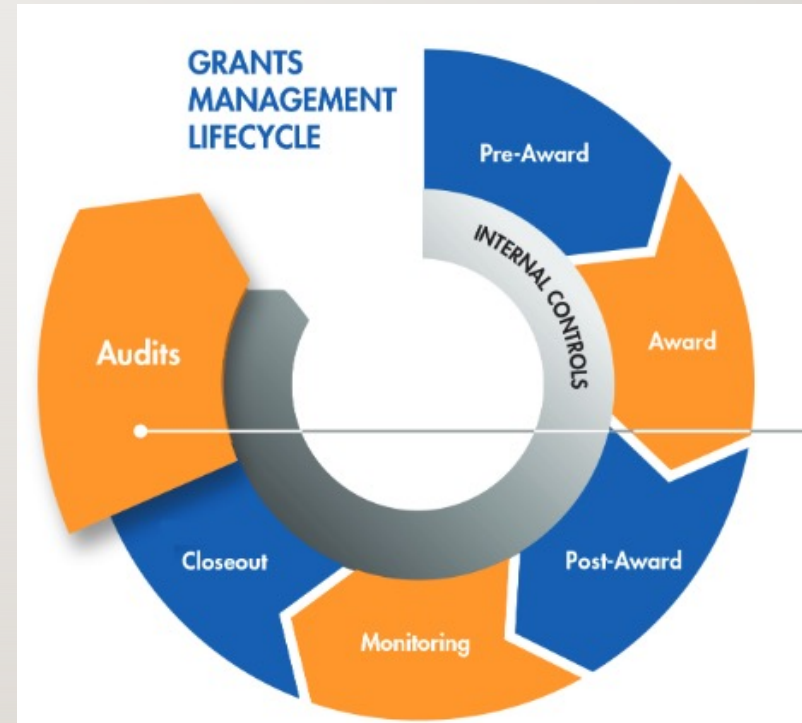 GRANTS
MANAGEMENT
LIFECYCLE
Pre-Award
INTERNAL CONTROLS
Award
Audits
Post-Award
Closeout
Monitoring